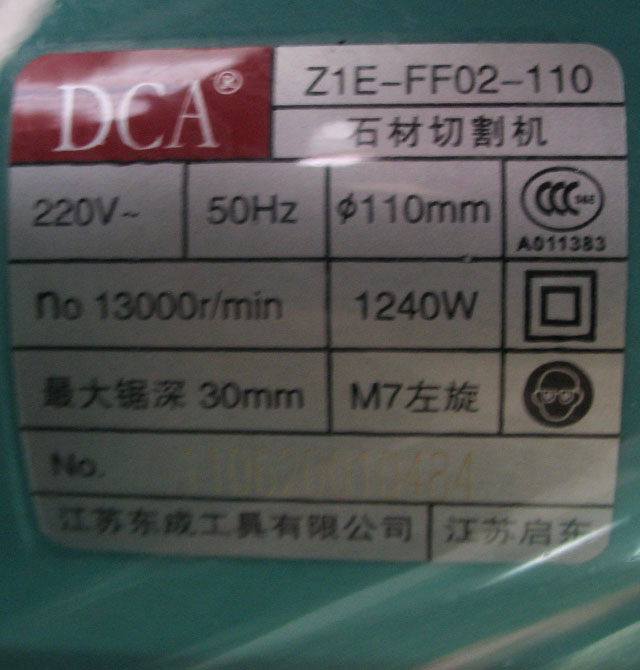 DCA®
Z1E-FF02-110
石材切割机
220V~ 50Hz φ110mm
CCC S&E
A011383
no 13000r/min 1240W
最大锯深 30mm M7左旋
No.
江苏东成工具有限公司 江苏启东